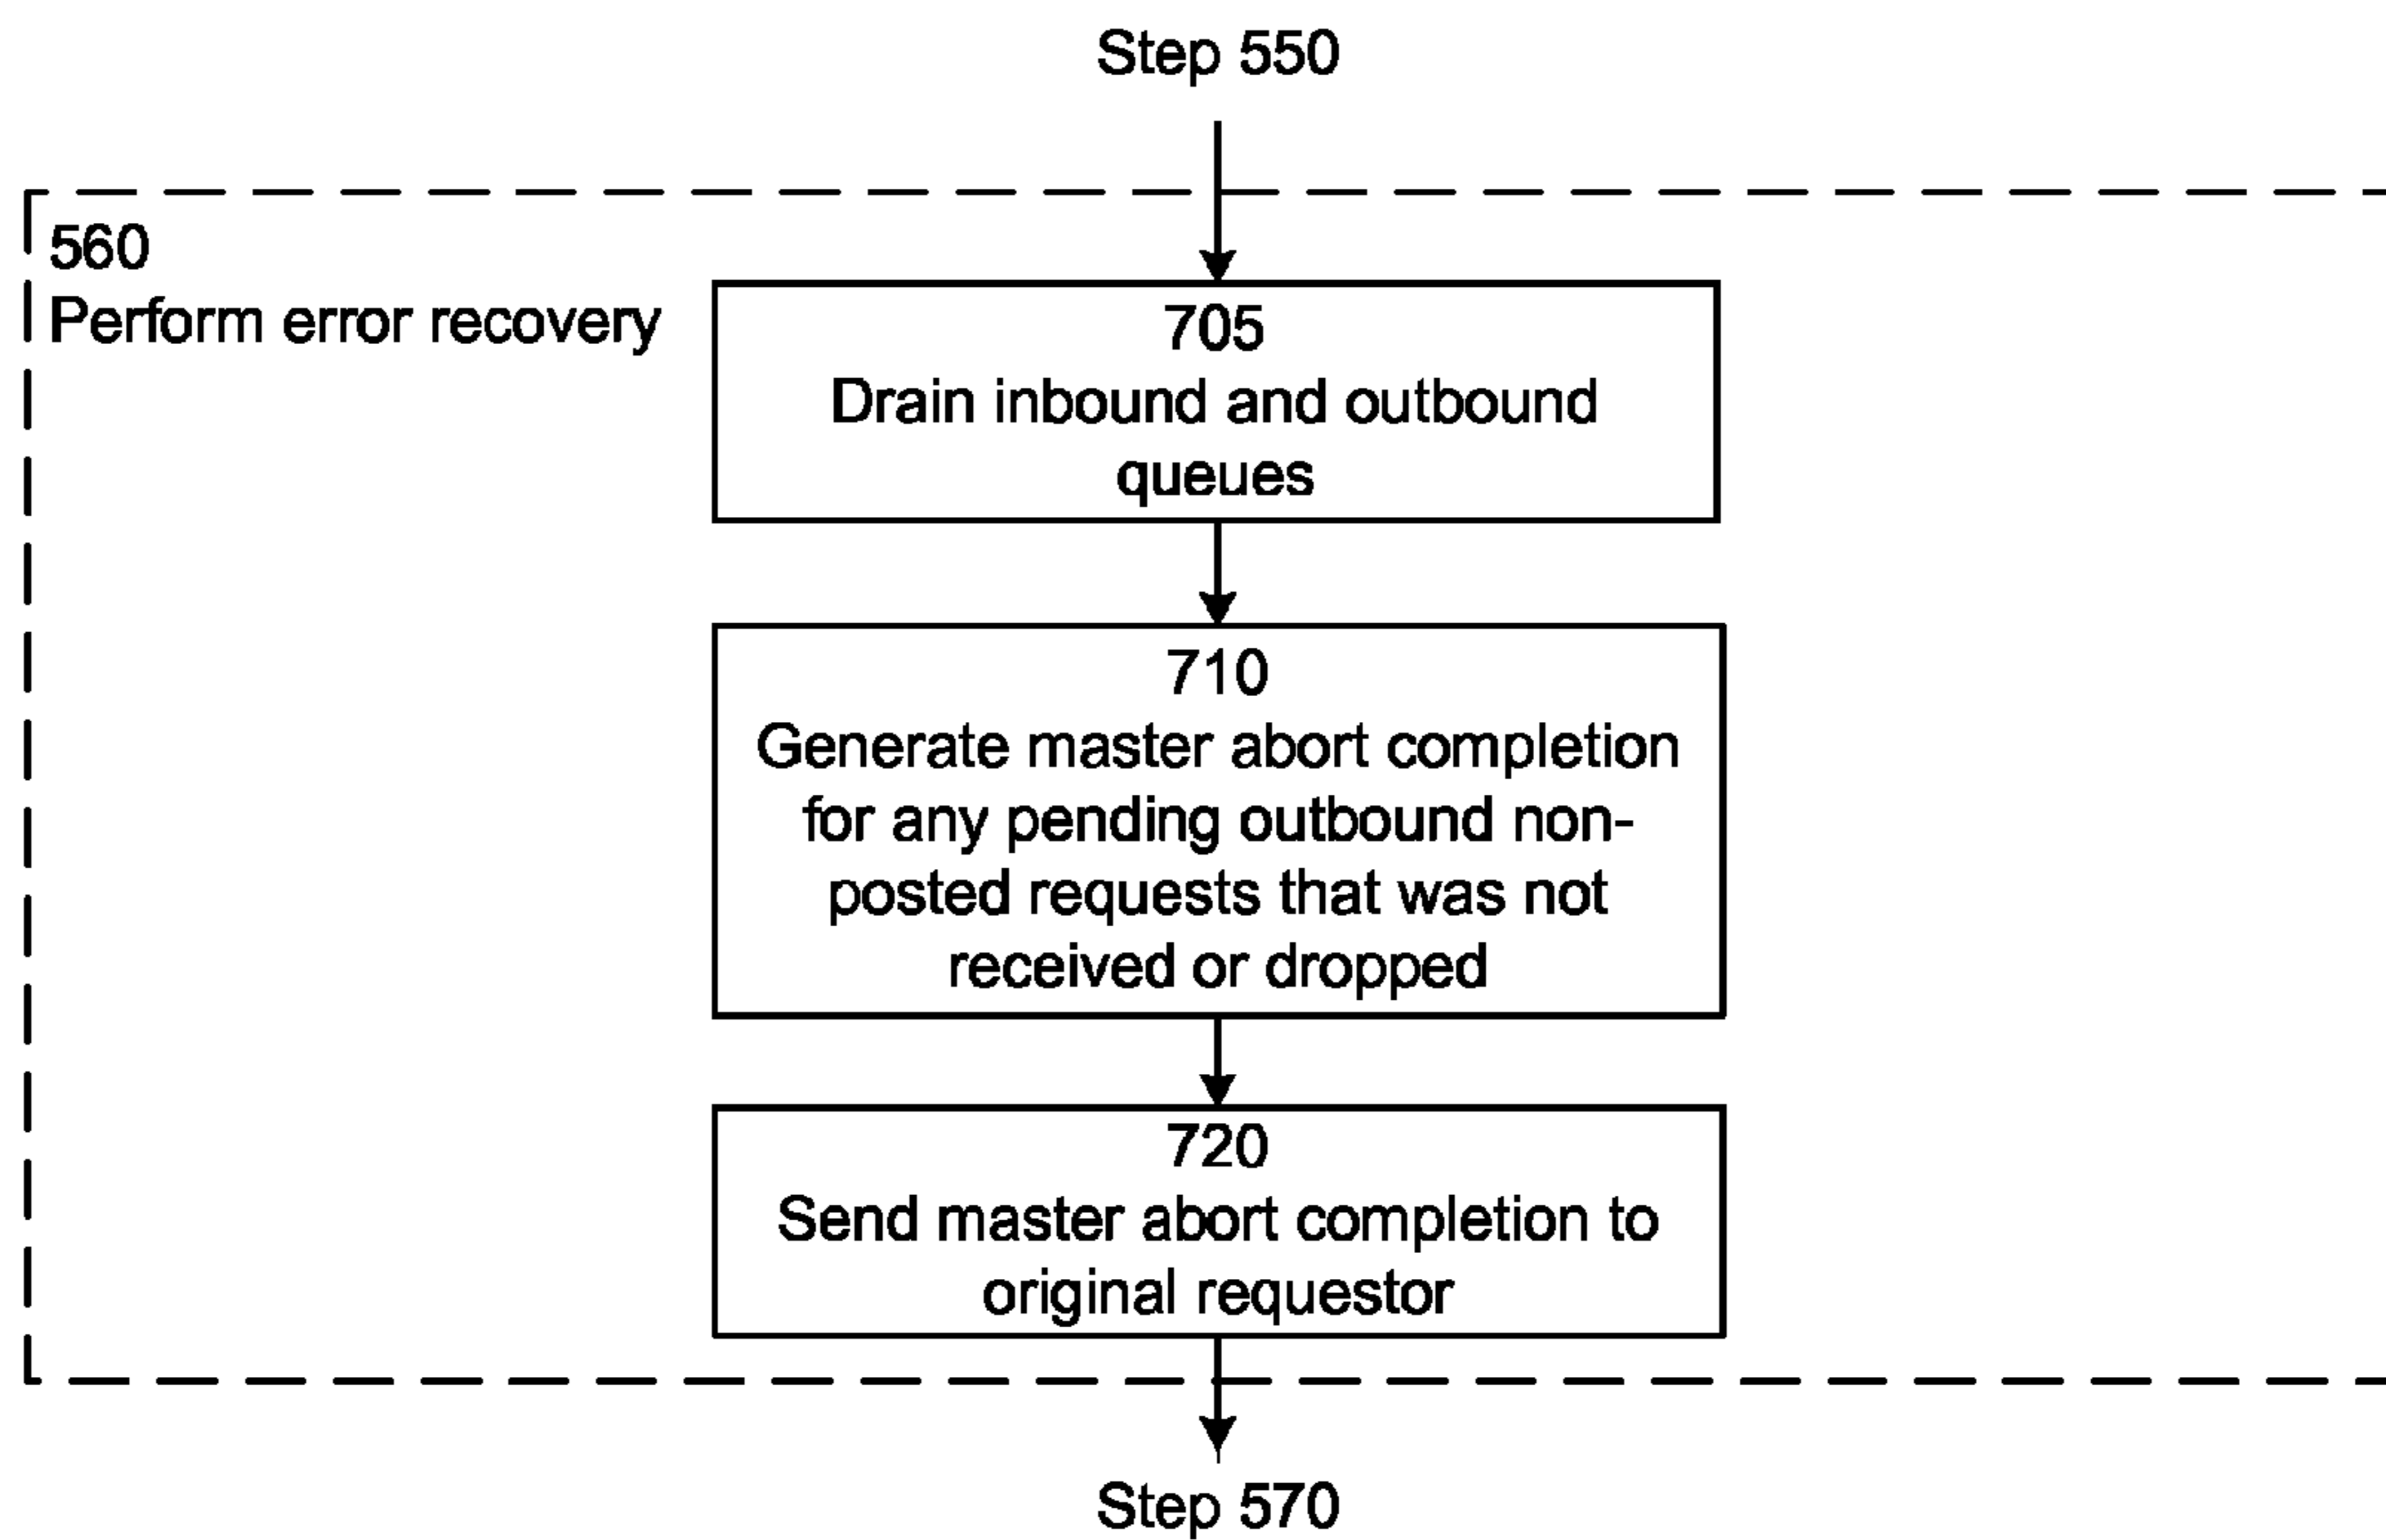 Step 550
560
Perform error recovery
705
Drain inbound and outbound
queues
710
Generate master abort completion
for any pending outbound non-
posted requests that was not
received or dropped
720
Send master abort completion to
original requestor
Step 570